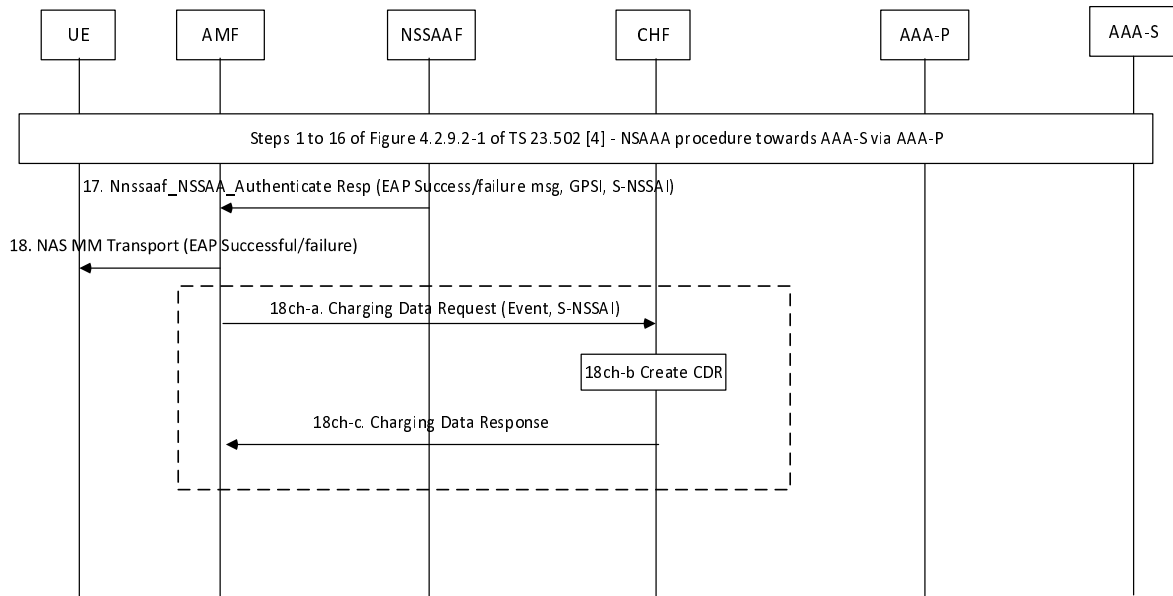 UE
AMF
NSSAAF
CHF
AAA-P
AAA-S
Steps 1 to 16 of Figure 4.2.9.2-1 of TS 23.502 [4] - NSAAA procedure towards AAA-S via AAA-P
17. Nnssaaf_NSSAA_Authenticate Resp (EAP Success/failure msg, GPSI, S-NSSAI)
18. NAS MM Transport (EAP Successful/failure)
18ch-a. Charging Data Request (Event, S-NSSAI)
18ch-b Create CDR
18ch-c. Charging Data Response